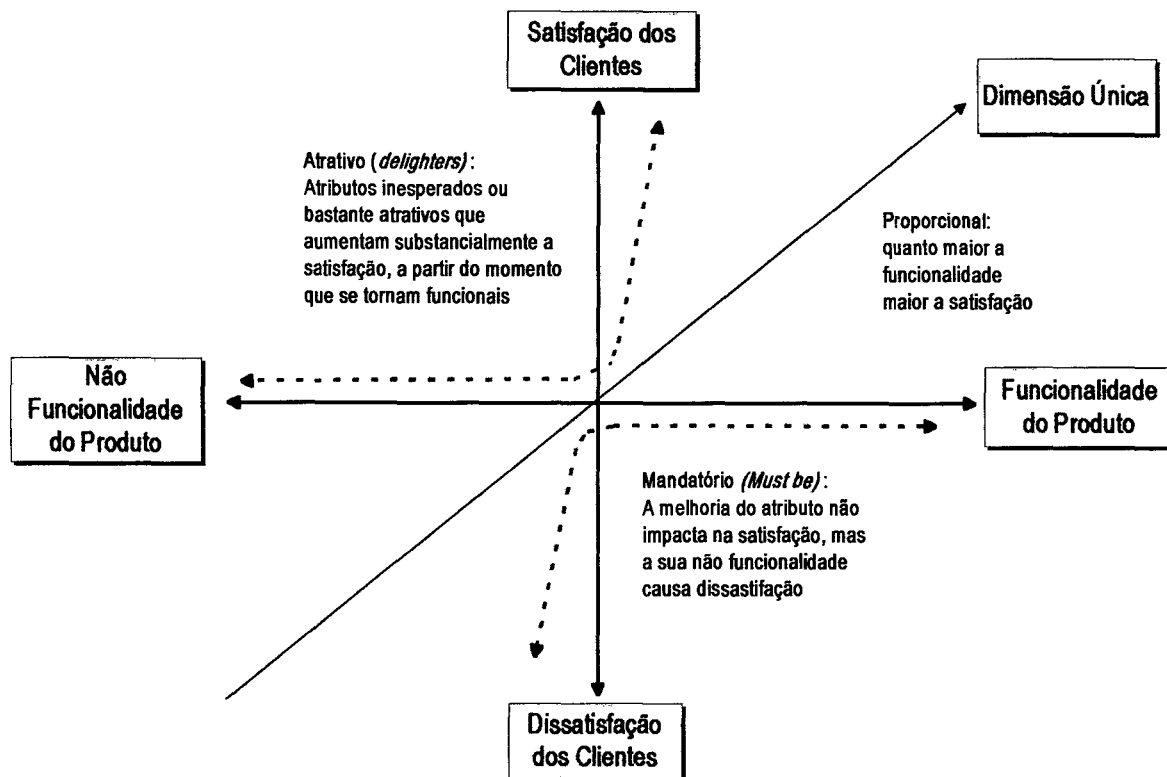 Satisfação dos
Clientes
Dimensão Única
Atrativo (delighters) :
Atributos inesperados ou
bastante atrativos que
aumentam substancialmente a
satisfação, a partir do momento
que se tornam funcionais
Proporcional:
quanto maior a
funcionalidade
maior a satisfação
Não
Funcionalidade
do Produto
Funcionalidade
do Produto
Mandatório (Must be) :
A melhoria do atributo não
impacta na satisfação, mas
a sua não funcionalidade
causa dissastifação
Dissatisfação
dos Clientes